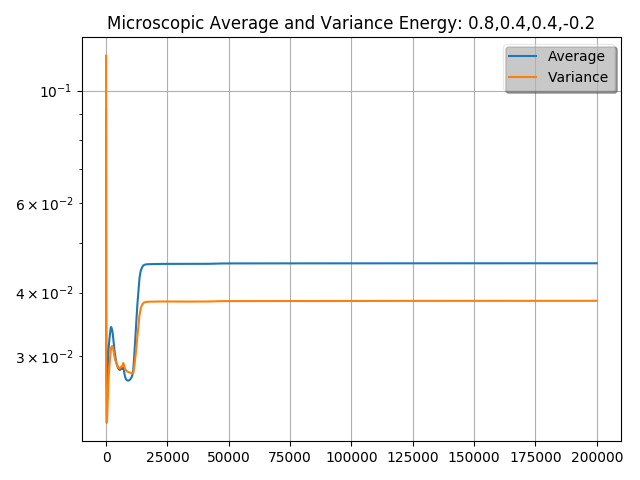 Microscopic Average and Variance Energy: 0.8,0.4,0.4,-0.2
Average
Variance
10⁻¹
6 × 10⁻²
4 × 10⁻²
3 × 10⁻²
0 25000 50000 75000 100000 125000 150000 175000 200000